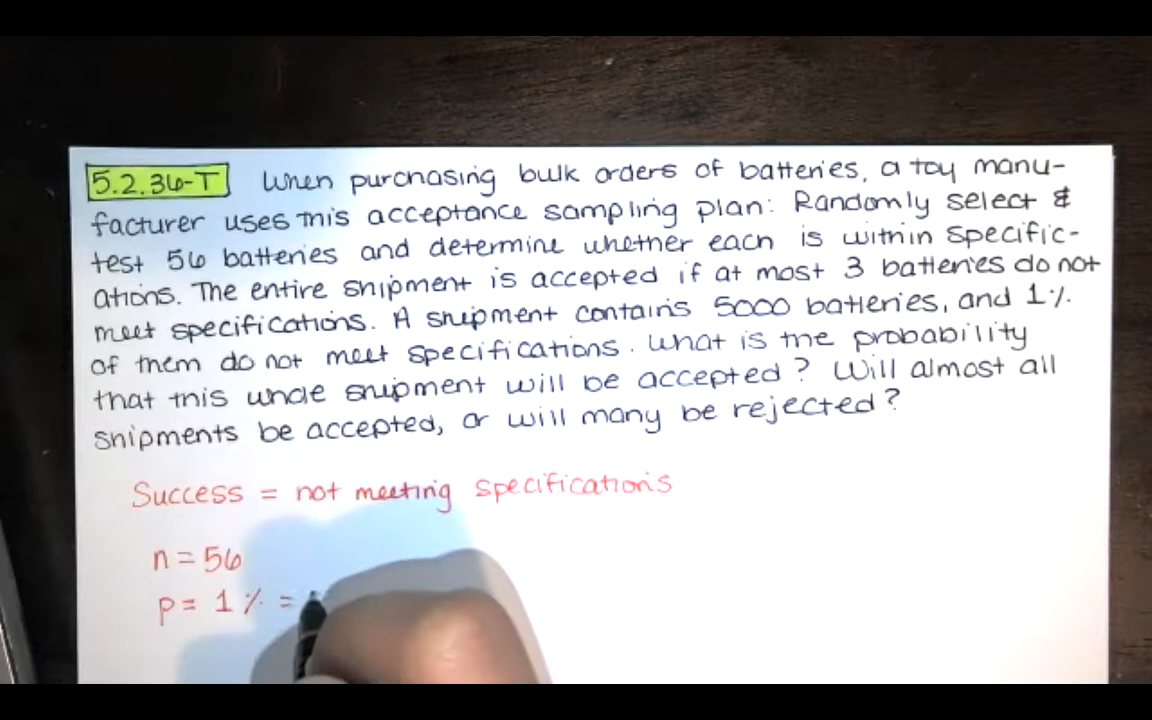 5.2.36-T When purchasing bulk orders of batteries, a toy manu-
facturer uses this acceptance sampling plan: Randomly select &
test 56 batteries and determine whether each is within specific-
ations. The entire shipment is accepted if at most 3 batteries do not
meet specifications. A shipment contains 5000 batteries, and 1%
of them do not meet specifications. What is the probability
that this whole shipment will be accepted? Will almost all
shipments be accepted, or will many be rejected?
Success = not meeting specifications
n = 56
p = 1% =